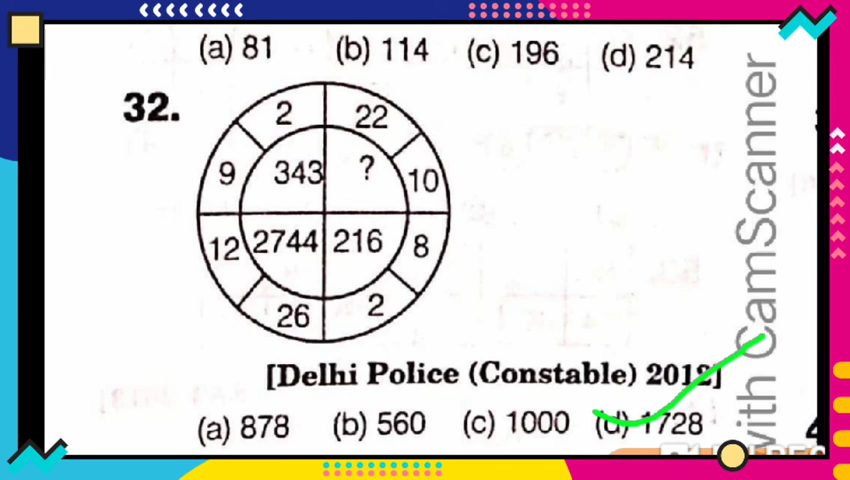 (a) 81 (b) 114 (c) 196 (d) 214
32.
2 22
9 343 ? 10
12 2744 216 8
26 2
[Delhi Police (Constable) 2012]
(a) 878 (b) 560 (c) 1000 (d) 1728
with CamScanner